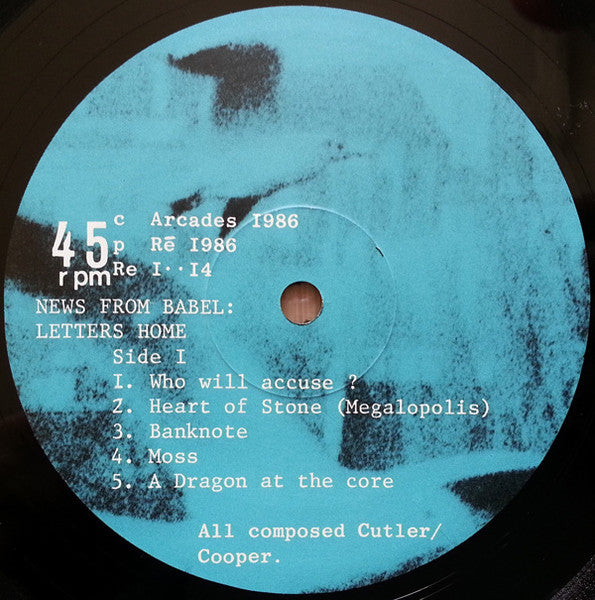 45 rpm
c Arcades I986
p Rē I986
Re I··I4
NEWS FROM BABEL:
LETTERS HOME
Side I
I. Who will accuse ?
2. Heart of Stone (Megalopolis)
3. Banknote
4. Moss
5. A Dragon at the core
All composed Cutler/
Cooper.